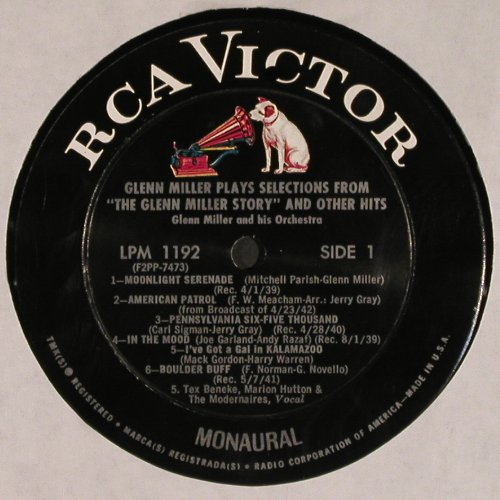 RCA VICTOR
GLENN MILLER PLAYS SELECTIONS FROM
"THE GLENN MILLER STORY" AND OTHER HITS
Glenn Miller and his Orchestra
LPM 1192 SIDE 1
(F2PP-7473)
1—MOONLIGHT SERENADE (Mitchell Parish-Glenn Miller)
(Rec. 4/1/39)
2—AMERICAN PATROL (F. W. Meacham-Arr.: Jerry Gray)
(from Broadcast of 4/23/42)
3—PENNSYLVANIA SIX-FIVE THOUSAND
(Carl Sigman-Jerry Gray) (Rec. 4/28/40)
4—IN THE MOOD (Joe Garland-Andy Razaf) (Rec. 8/1/39)
5—I've Got a Gal in KALAMAZOO
(Mack Gordon-Harry Warren)
6—BOULDER BUFF (F. Norman-G. Novello)
(Rec. 5/7/41)
5: Tex Beneke, Marion Hutton &
The Modernaires, Vocal
MONAURAL
TMK(S) ® REGISTERED • MARCA(S) REGISTRADA(S) • RADIO CORPORATION OF AMERICA—MADE IN U.S.A.